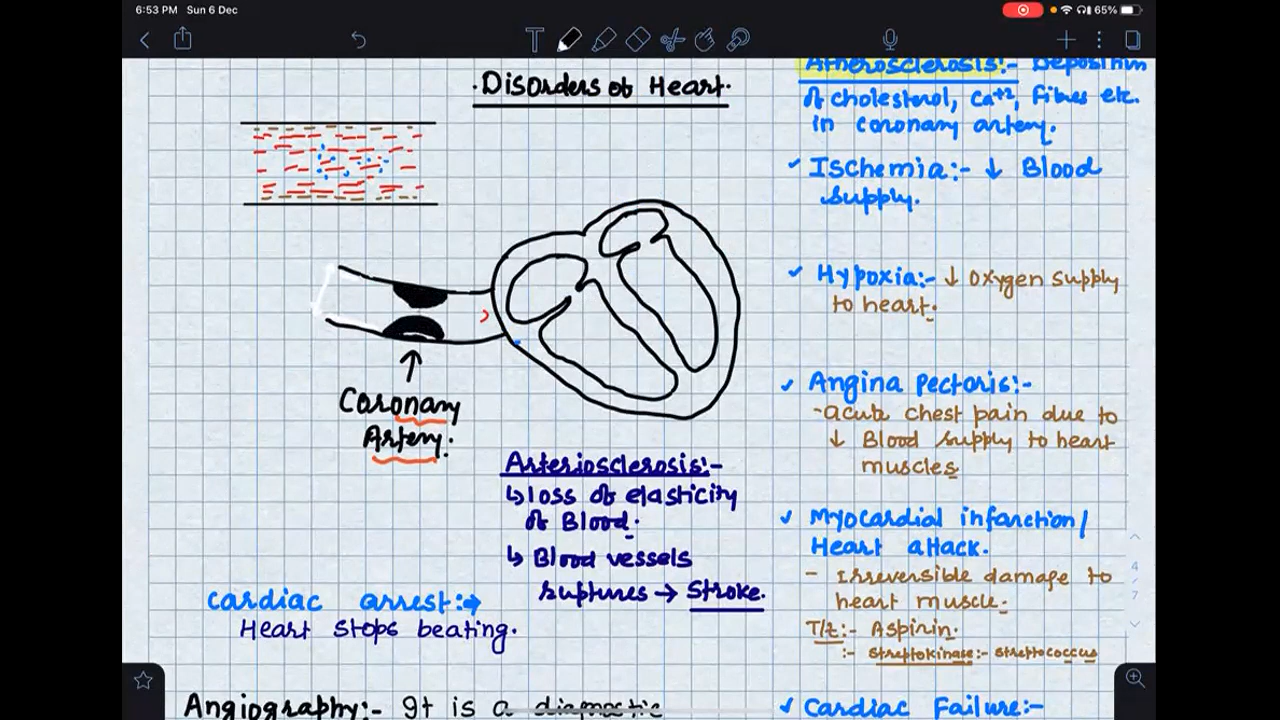 6:53 PM Sun 6 Dec
65%
Disorders of Heart.
Atherosclerosis:- Deposition
of cholesterol, Ca+2, Fibres etc.
in coronary artery.
✓ Ischemia:- ↓ Blood
supply.
✓ Hypoxia:- ↓ oxygen supply
to heart.
✓ Angina Pectoris:-
-acute chest pain due to
↓ Blood supply to heart
muscles
✓ Myocardial infarction/
Heart attack.
- Irreversible damage to
heart muscle.
T/t:- Aspirin.
:- Streptokinase:- Streptococcus
✓ Cardiac Failure:-
Coronary
Artery.
Arteriosclerosis:-
↳ loss of elasticity
of Blood.
↳ Blood vessels
ruptures → Stroke.
cardiac arrest:→
Heart stops beating.
Angiography:- It is a diagnostic
4
7